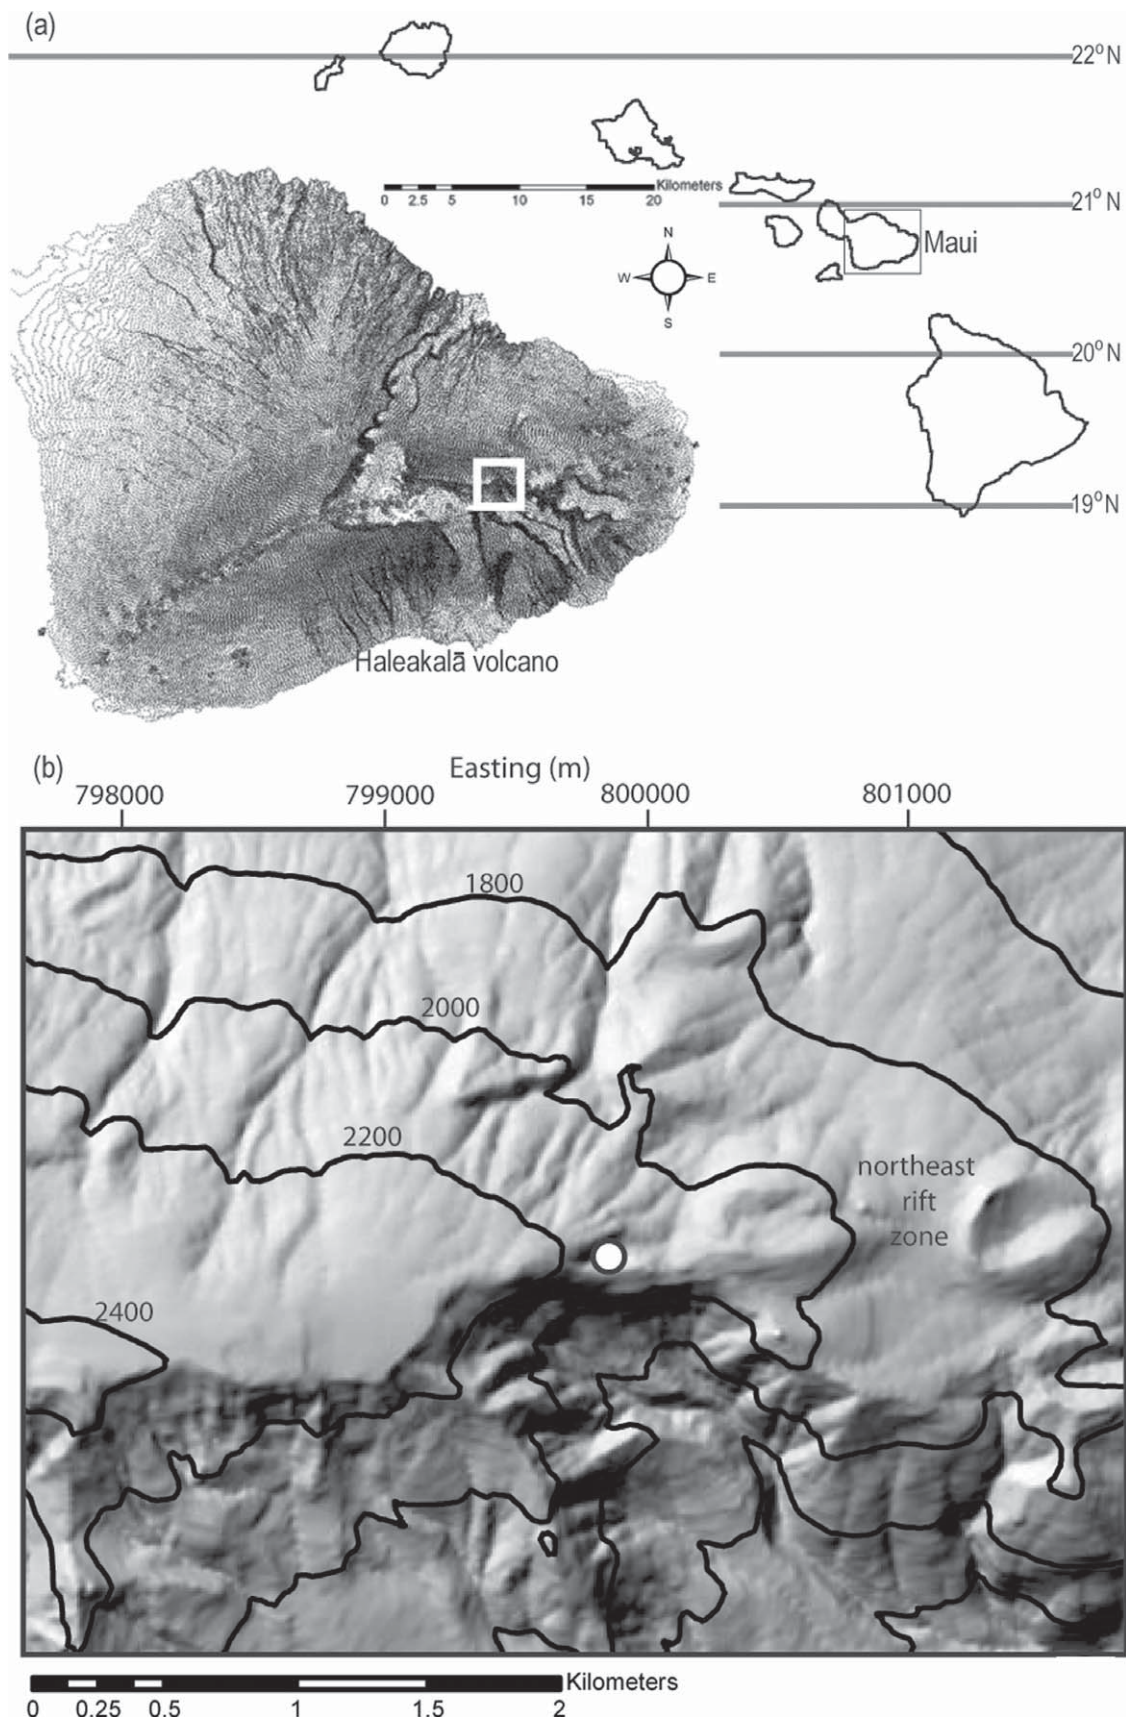 (a)
22°N
Kilometers
0 2.5 5 10 15 20
21°N
N
W E
S
Maui
20°N
19°N
Haleakalā volcano
(b)
Easting (m)
798000 799000 800000 801000
1800
2000
2200
northeast
rift
zone
2400
Kilometers
0 0.25 0.5 1 1.5 2